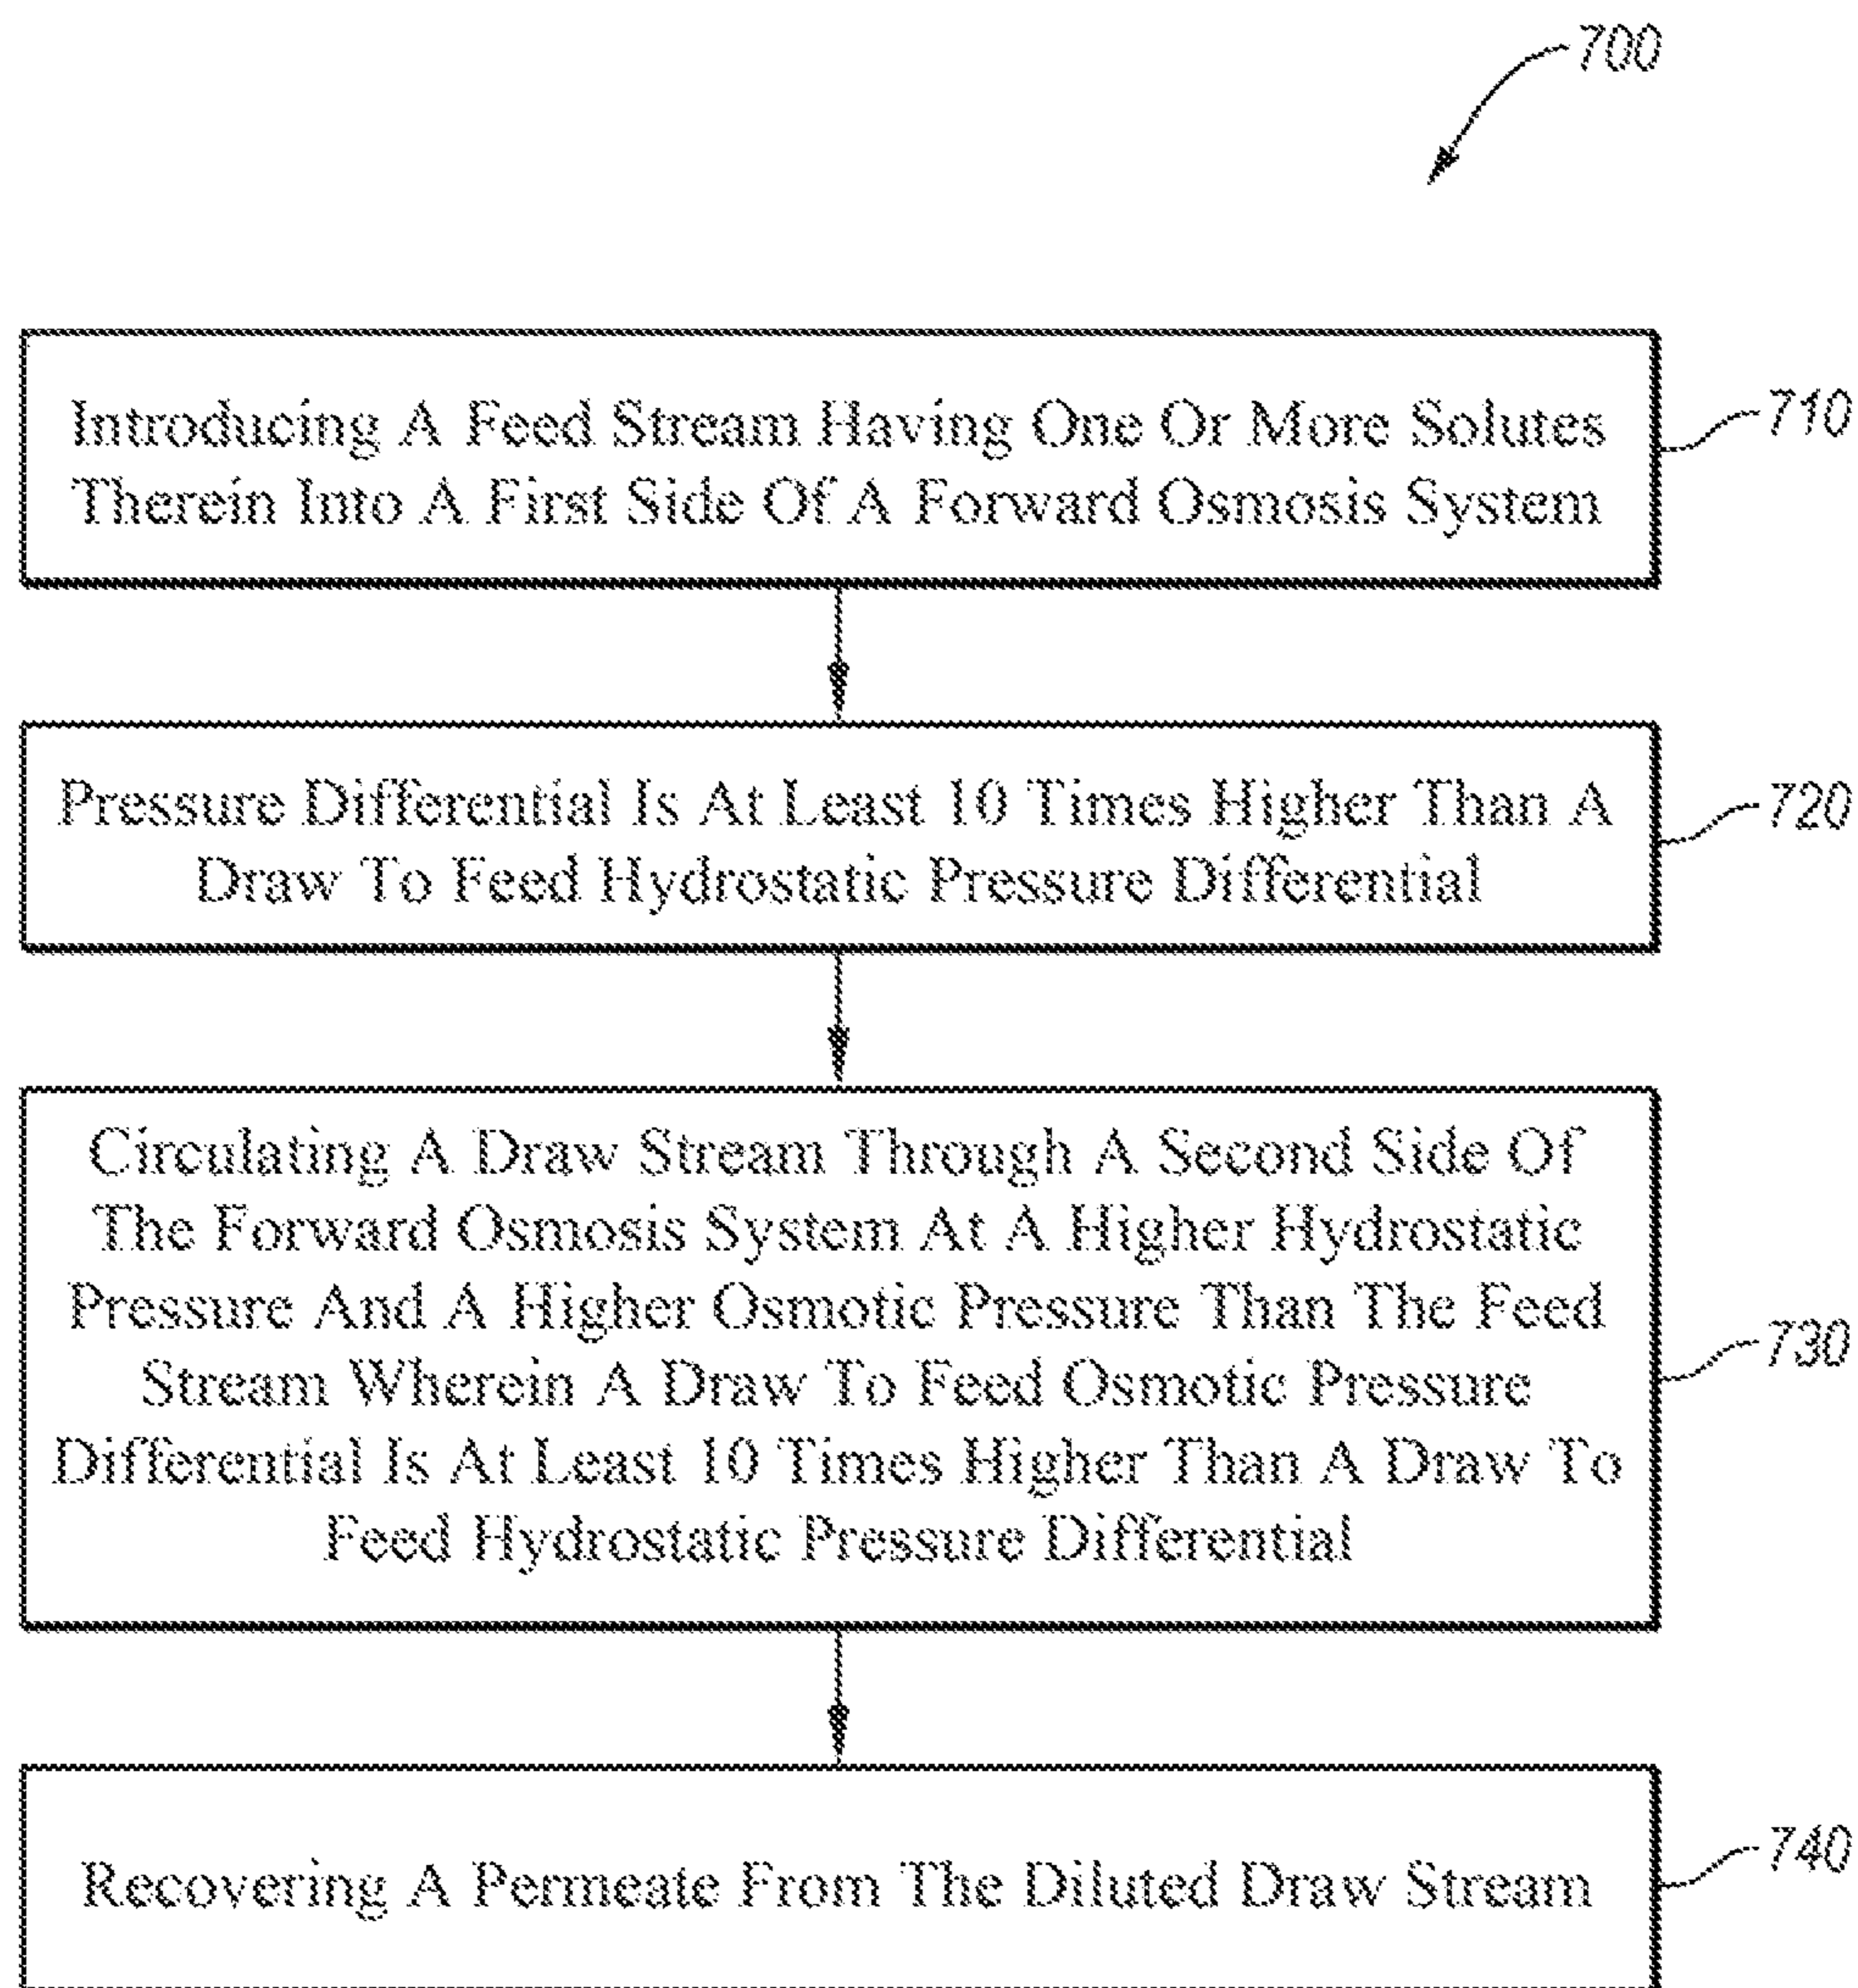 700
Introducing A Feed Stream Having One Or More Solutes
Therein Into A First Side Of A Forward Osmosis System
710
Pressure Differential Is At Least 10 Times Higher Than A
Draw To Feed Hydrostatic Pressure Differential
720
Circulating A Draw Stream Through A Second Side Of
The Forward Osmosis System At A Higher Hydrostatic
Pressure And A Higher Osmotic Pressure Than The Feed
Stream Wherein A Draw To Feed Osmotic Pressure
Differential Is At Least 10 Times Higher Than A Draw To
Feed Hydrostatic Pressure Differential
730
Recovering A Permeate From The Diluted Draw Stream
740